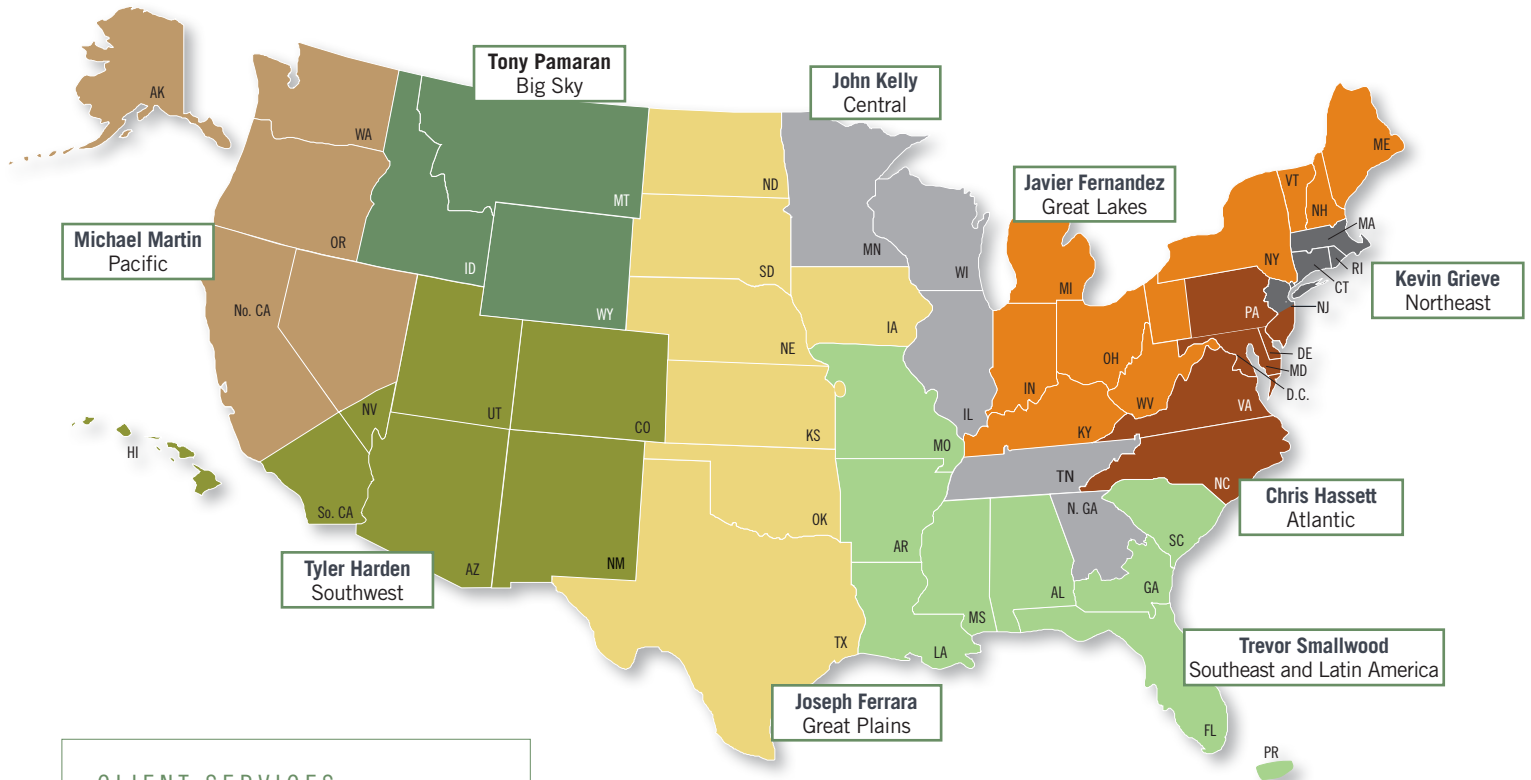 AK
WA
OR
No. CA
Michael Martin
Pacific
Tony Pamaran
Big Sky
MT
ID
WY
John Kelly
Central
ND
SD
NE
KS
OK
TX
IA
MN
WI
IL
MO
AR
LA
MS
AL
TN
N. GA
GA
SC
FL
PR
Javier Fernandez
Great Lakes
MI
IN
OH
KY
WV
NY
VT
NH
ME
MA
RI
CT
NJ
Kevin Grieve
Northeast
PA
DE
MD
D.C.
VA
NC
Chris Hassett
Atlantic
HI
NV
UT
CO
So. CA
AZ
NM
Tyler Harden
Southwest
Joseph Ferrara
Great Plains
Trevor Smallwood
Southeast and Latin America
CLIENT SERVICES